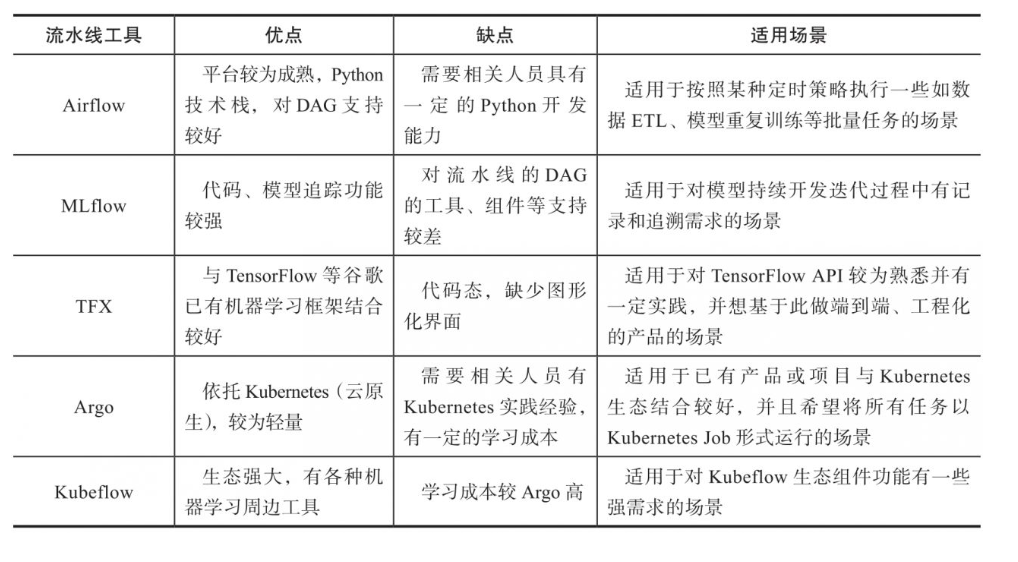 流水线工具 优点 缺点 适用场景
Airflow
平台较为成熟，Python
技术栈，对DAG支持
较好
需要相关人员具有
一定的Python开发
能力
适用于按照某种定时策略执行一些如数
据 ETL、模型重复训练等批量任务的场景
MLflow
代码、模型追踪功能
较强
对流水线的DAG
的工具、组件等支持
较差
适用于对模型持续开发迭代过程中有记
录和追溯需求的场景
TFX
与 TensorFlow 等谷歌
已有机器学习框架结合
较好
代码态，缺少图形
化界面
适用于对 TensorFlow API 较为熟悉并有
一定实践，并想基于此做端到端、工程化
的产品的场景
Argo
依托 Kubernetes（云原
生），较为轻量
需要相关人员有
Kubernetes 实践经验，
有一定的学习成本
适用于已有产品或项目与 Kubernetes
生态结合较好，并且希望将所有任务以
Kubernetes Job 形式运行的场景
Kubeflow
生态强大，有各种机
器学习周边工具
学习成本较 Argo 高
适用于对 Kubeflow 生态组件功能有一些
强需求的场景